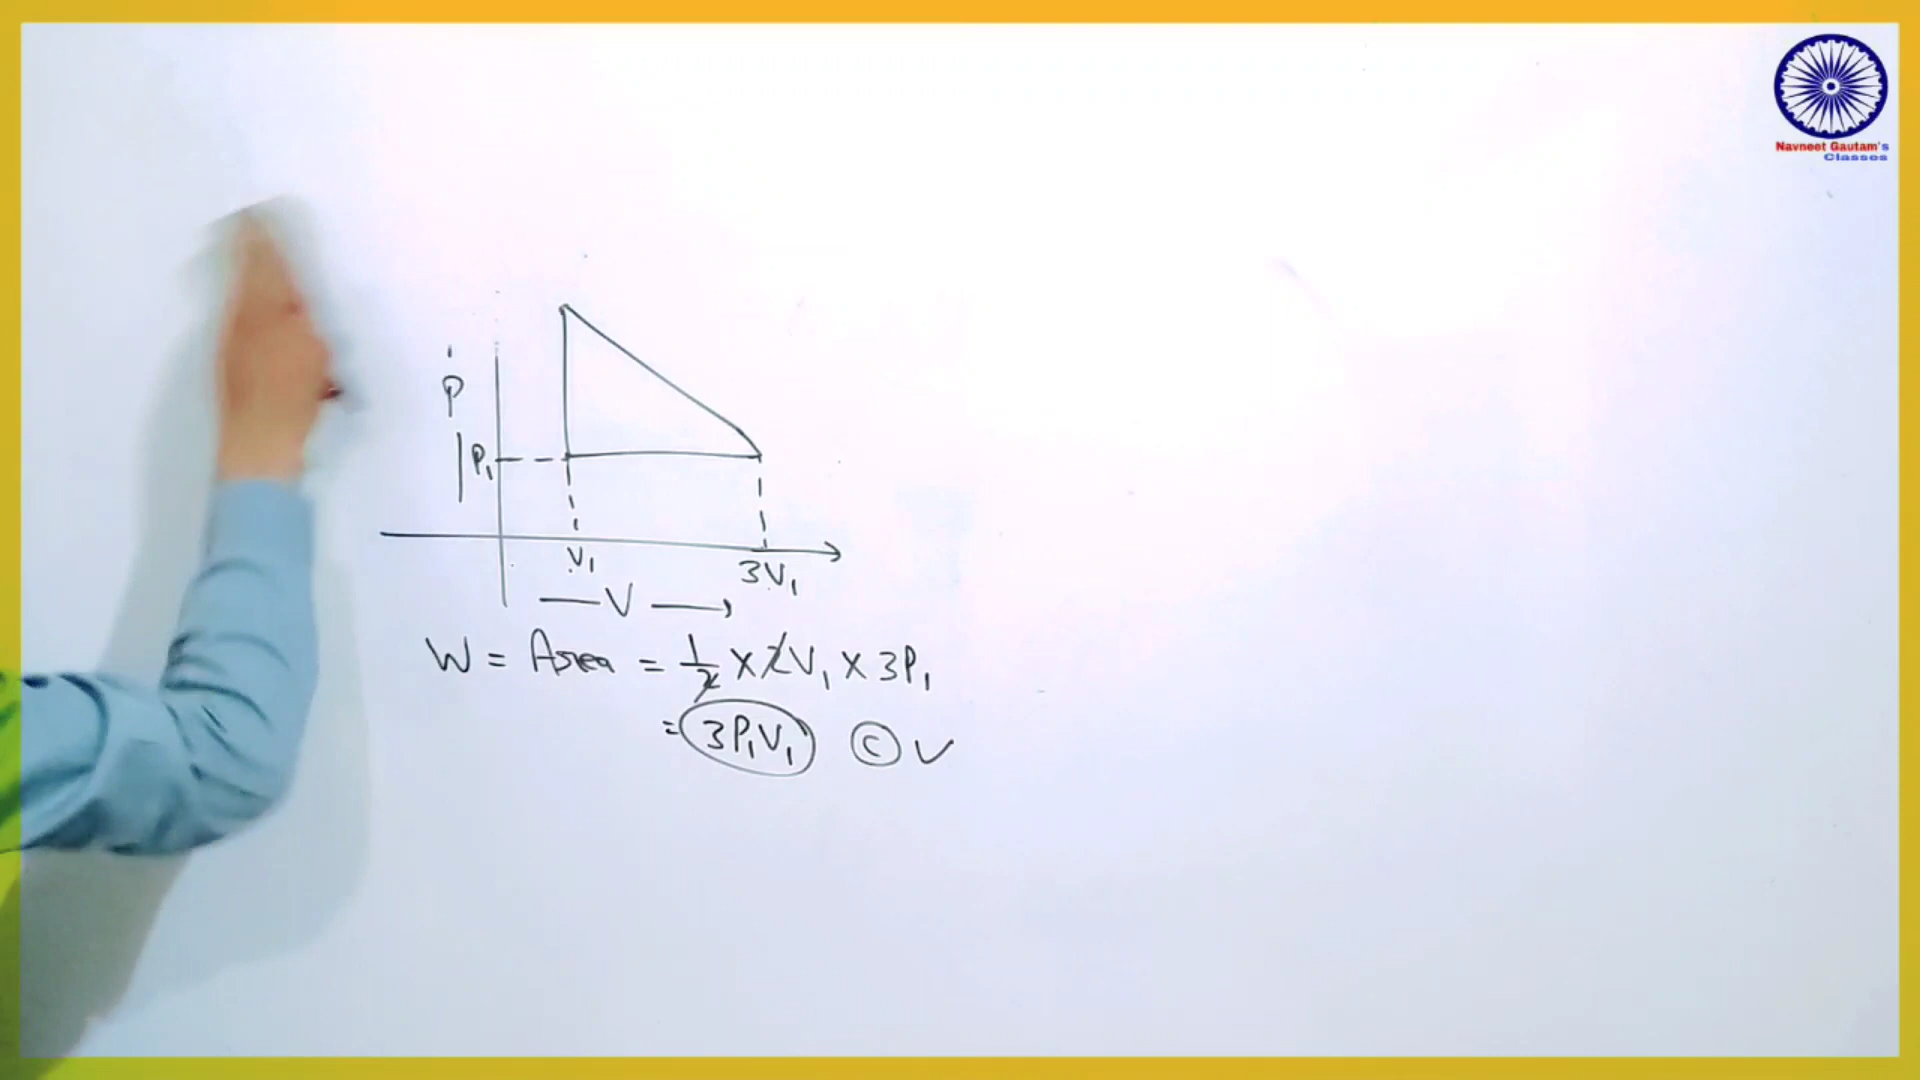 Navneet Gautam's
Classes
P
P₁
V₁
3V₁
V
W = Area = 1/2 × 2V₁ × 3P₁
= 3P₁V₁ (C) ✓